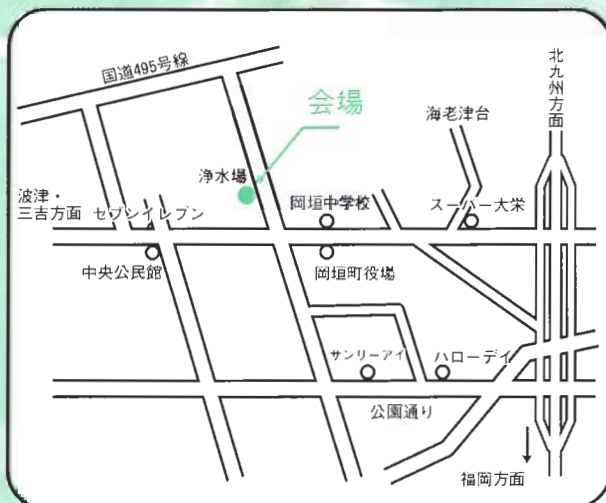 国道495号線
会場
北九州方面
海老津台
浄水場
波津・
三吉方面
セブンイレブン
岡垣中学校
スーパー大栄
中央公民館
岡垣町役場
サンリーアイ
ハローデイ
公園通り
福岡方面